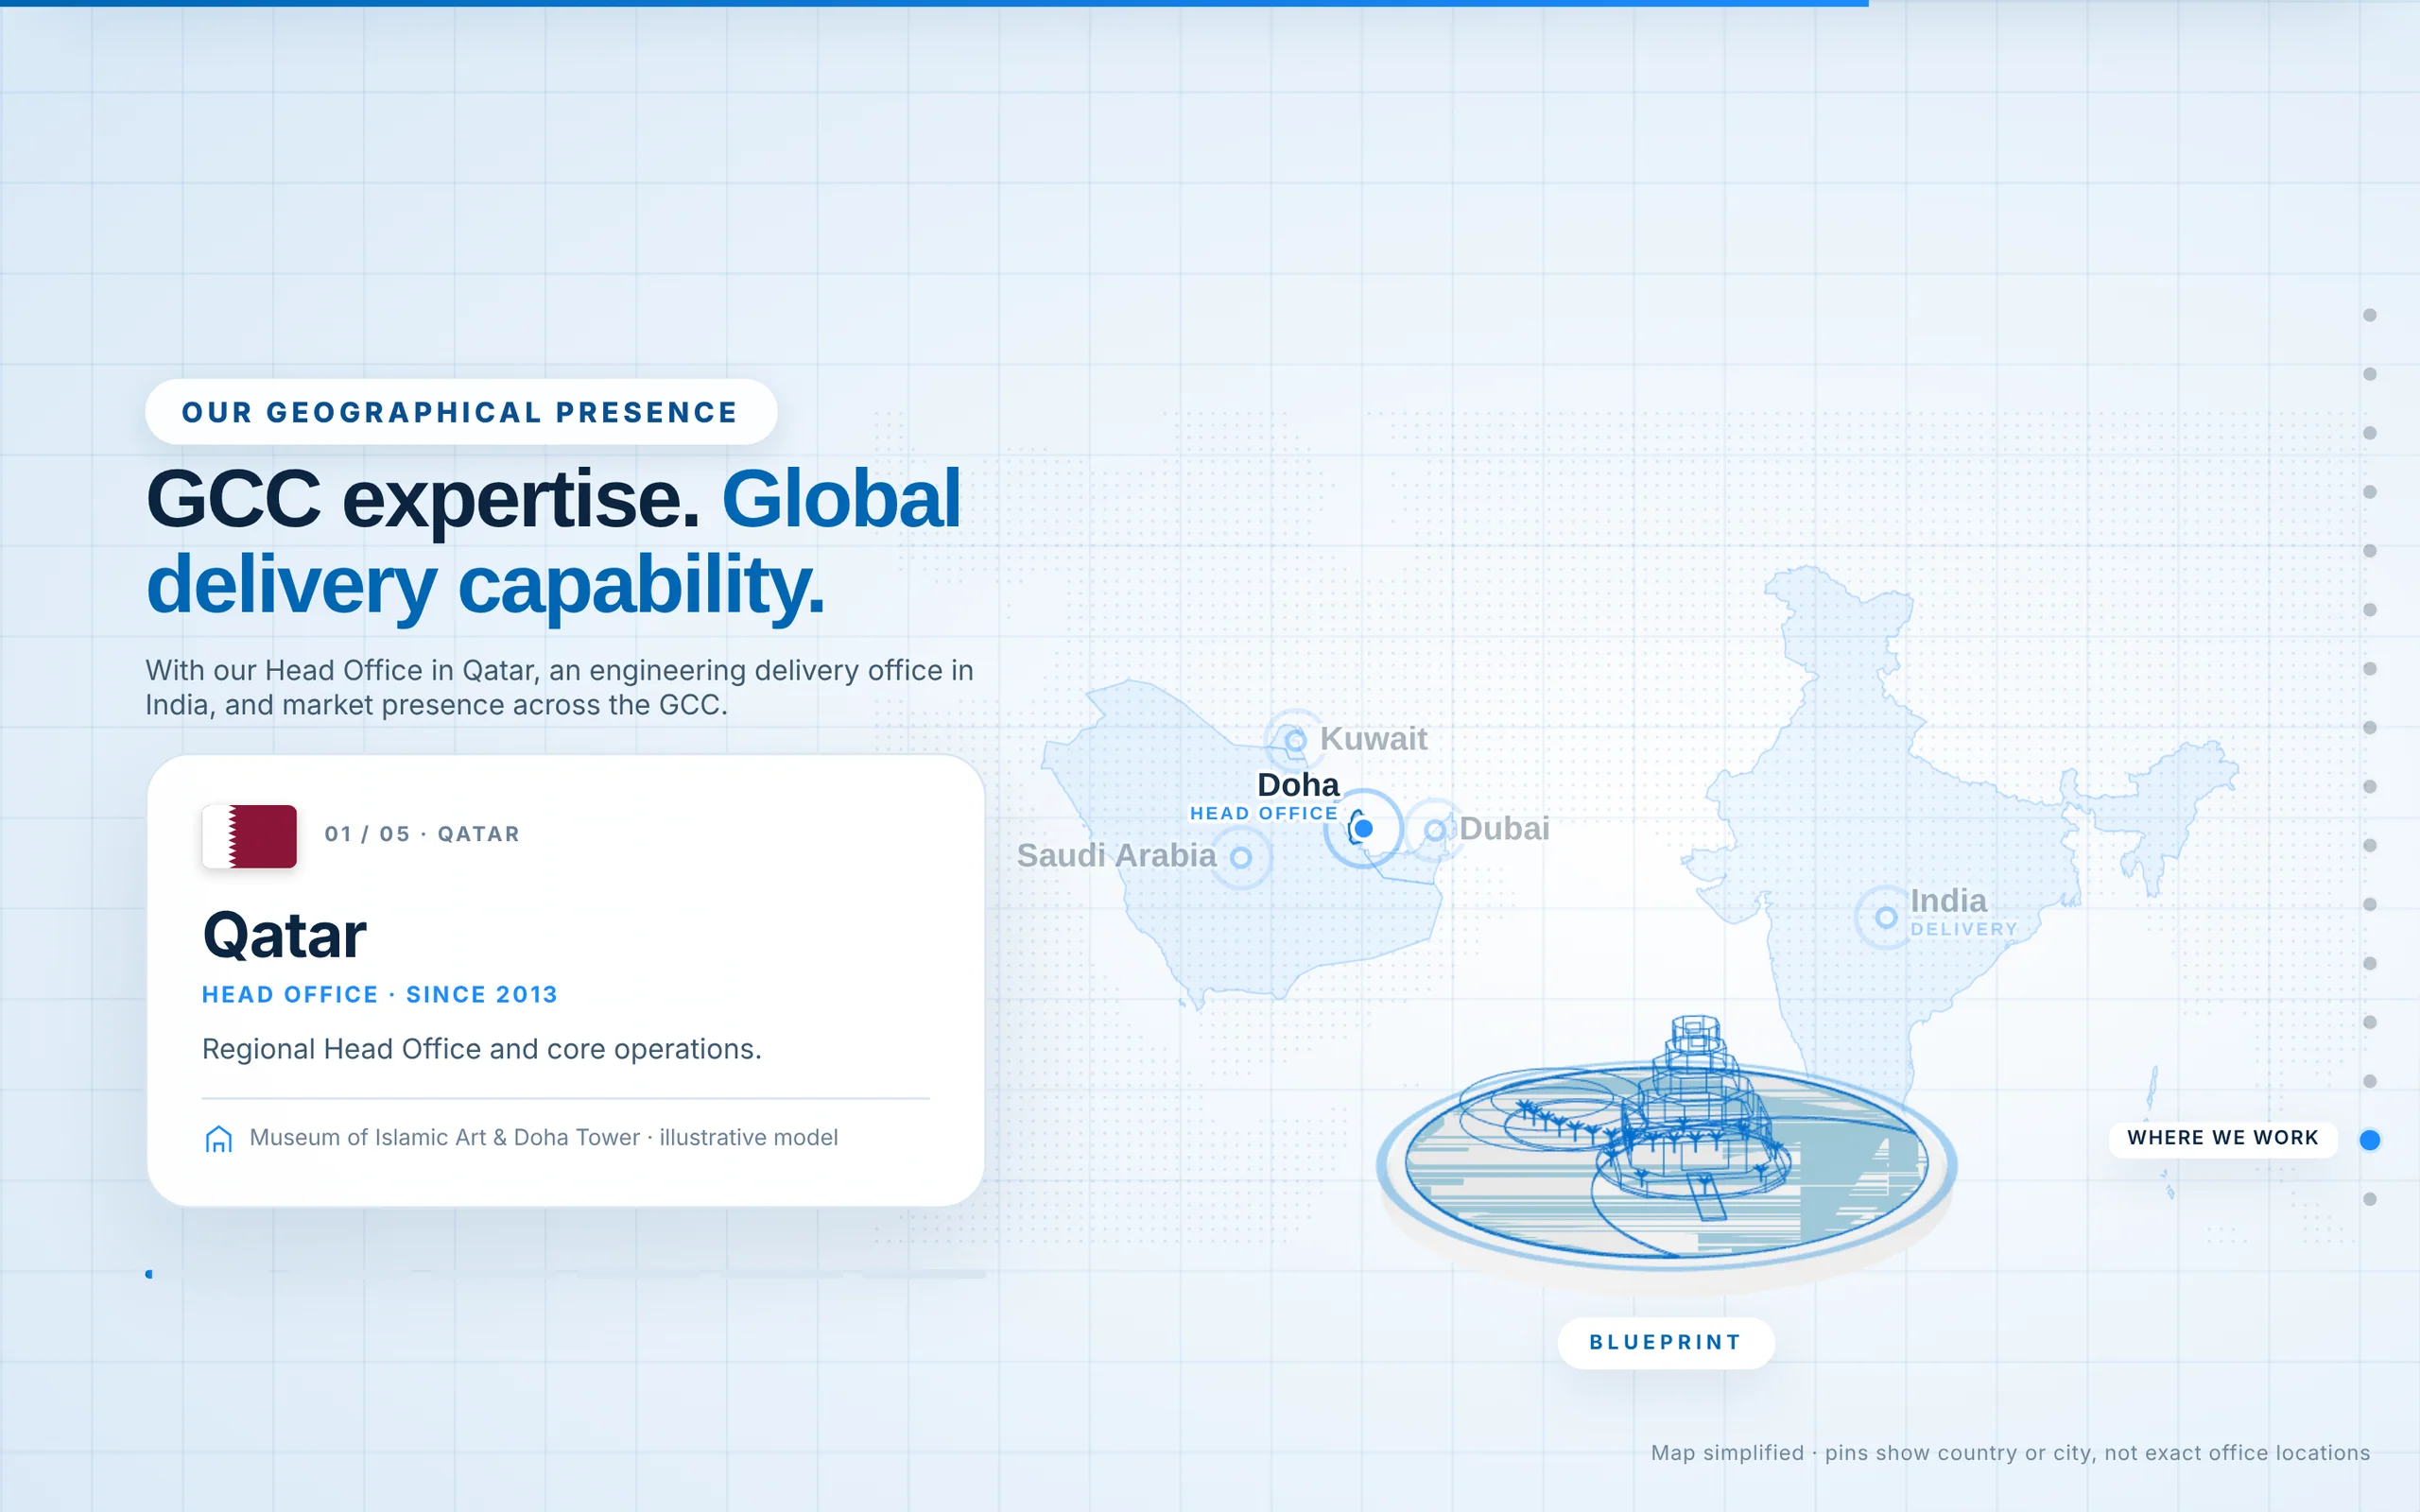 OUR GEOGRAPHICAL PRESENCE
GCC expertise. Global
delivery capability.
With our Head Office in Qatar, an engineering delivery office in
India, and market presence across the GCC.
01 / 05 · QATAR
Qatar
HEAD OFFICE · SINCE 2013
Regional Head Office and core operations.
Museum of Islamic Art & Doha Tower · illustrative model
Kuwait
Doha
HEAD OFFICE
Dubai
Saudi Arabia
India
DELIVERY
WHERE WE WORK
BLUEPRINT
Map simplified · pins show country or city, not exact office locations